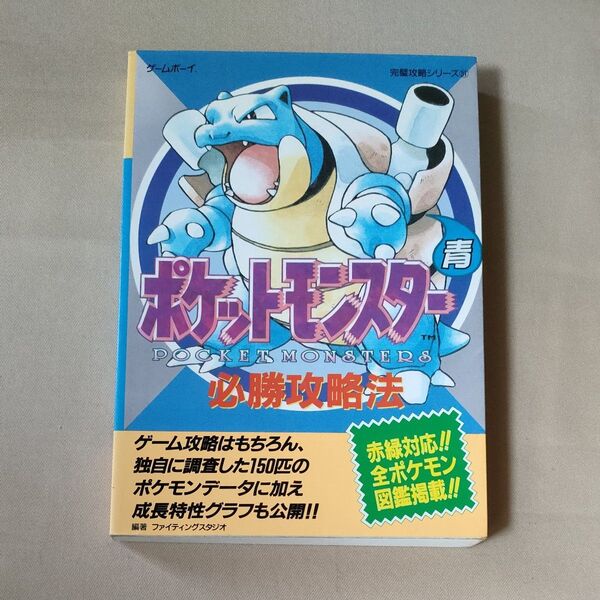 ゲームボーイ
完璧攻略シリーズ
青
ポケットモンスター
TM
POCKET MONSTERS
必勝攻略法
ゲーム攻略はもちろん、
独自に調査した150匹の
ポケモンデータに加え
成長特性グラフも公開!!
編著 ファイティングスタジオ
赤緑対応!!
全ポケモン
図鑑掲載!!